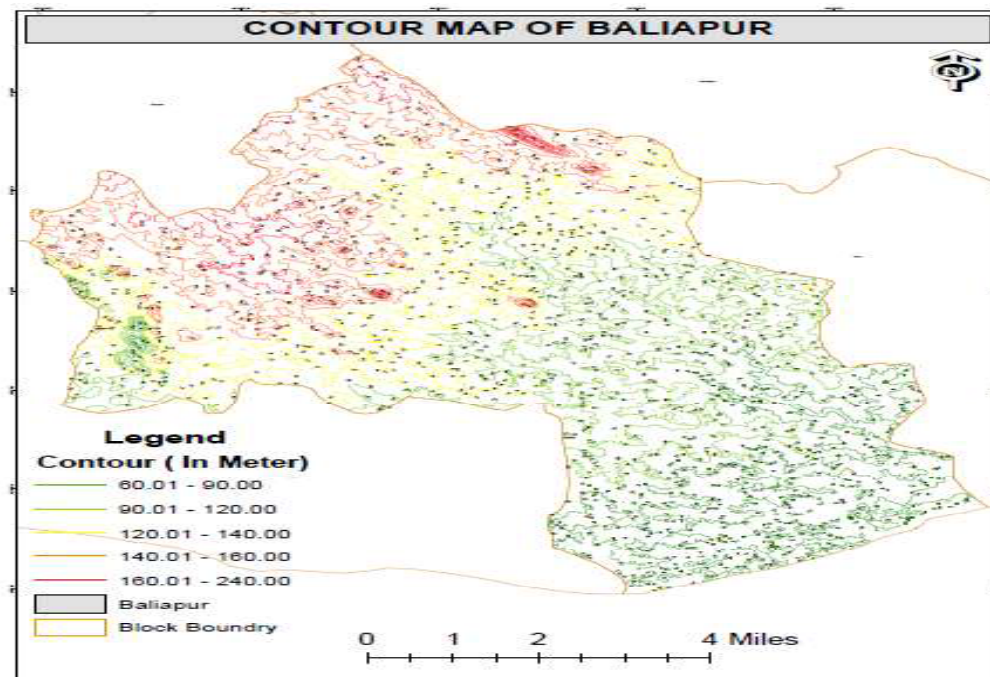 CONTOUR MAP OF BALIAPUR
N
Legend
Contour ( In Meter)
60.01 - 90.00
90.01 - 120.00
120.01 - 140.00
140.01 - 160.00
160.01 - 240.00
Baliapur
Block Boundry
0 1 2 4 Miles